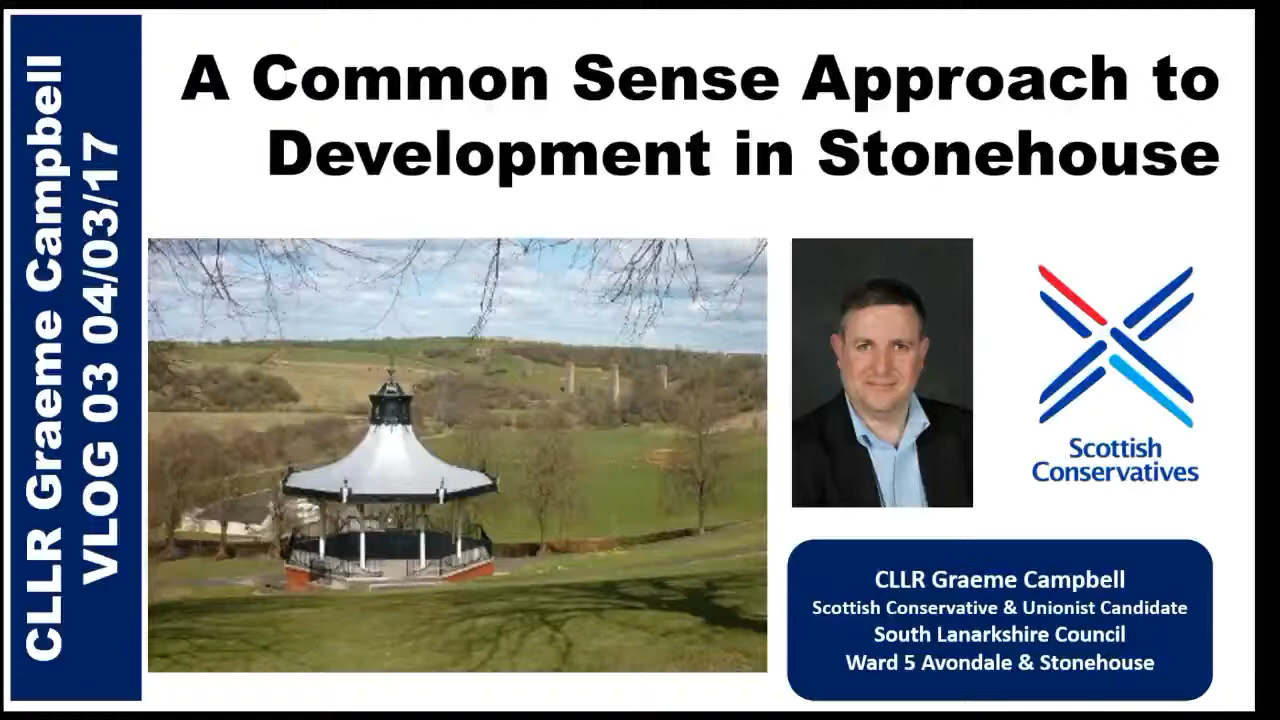 A Common Sense Approach to
Development in Stonehouse
CLLR Graeme Campbell
VLOG 03 04/03/17
Scottish
Conservatives
CLLR Graeme Campbell
Scottish Conservative & Unionist Candidate
South Lanarkshire Council
Ward 5 Avondale & Stonehouse